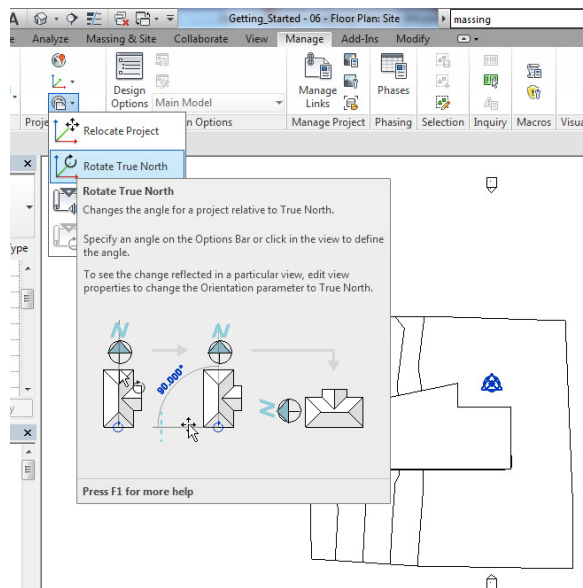 A Getting_Started - 06 - Floor Plan: Site massing
e Analyze Massing & Site Collaborate View Manage Add-Ins Modify
Design Options
Main Model
Manage Links
Phases
n Options Manage Project Phasing Selection Inquiry Macros Visua
Proje
Relocate Project
Rotate True North
Rotate True North
Changes the angle for a project relative to True North.
Specify an angle on the Options Bar or click in the view to define
the angle.
To see the change reflected in a particular view, edit view
properties to change the Orientation parameter to True North.
N N
90.000°
N
Press F1 for more help
ype
y